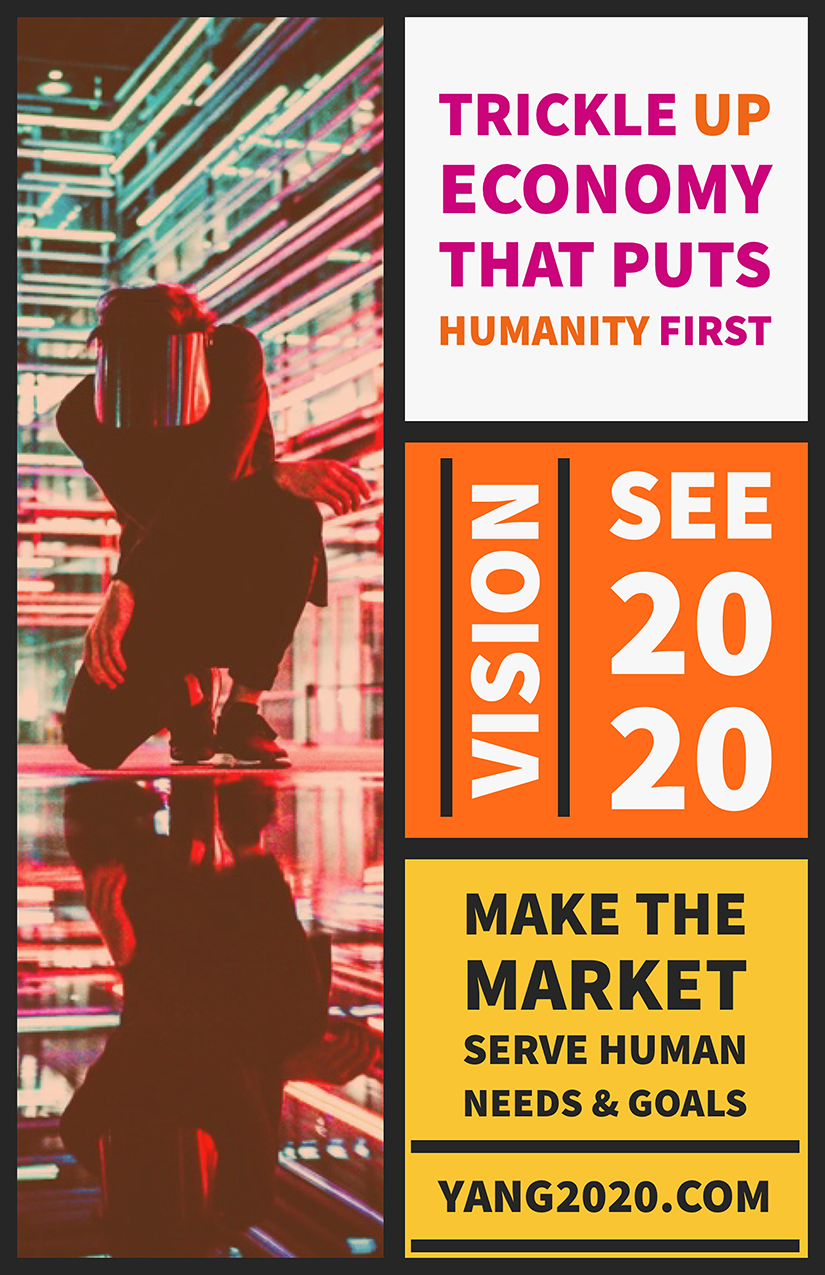 TRICKLE UP
ECONOMY
THAT PUTS
HUMANITY FIRST
VISION
SEE
20
20
MAKE THE
MARKET
SERVE HUMAN
NEEDS & GOALS
YANG2020.COM